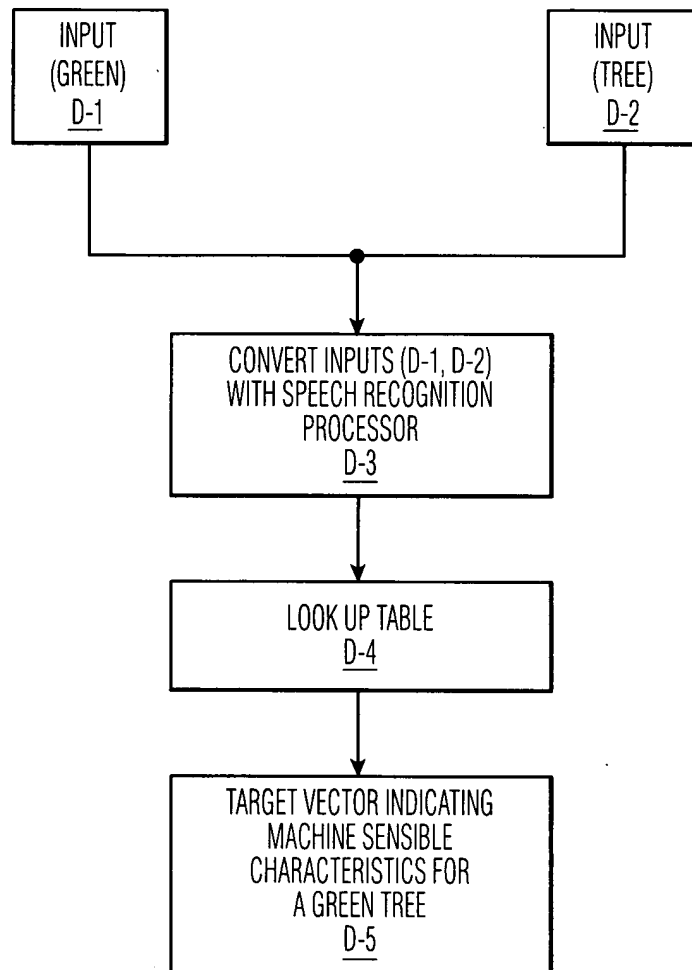 INPUT
(GREEN)
D-1
INPUT
(TREE)
D-2
CONVERT INPUTS (D-1, D-2)
WITH SPEECH RECOGNITION
PROCESSOR
D-3
LOOK UP TABLE
D-4
TARGET VECTOR INDICATING
MACHINE SENSIBLE
CHARACTERISTICS FOR
A GREEN TREE
D-5